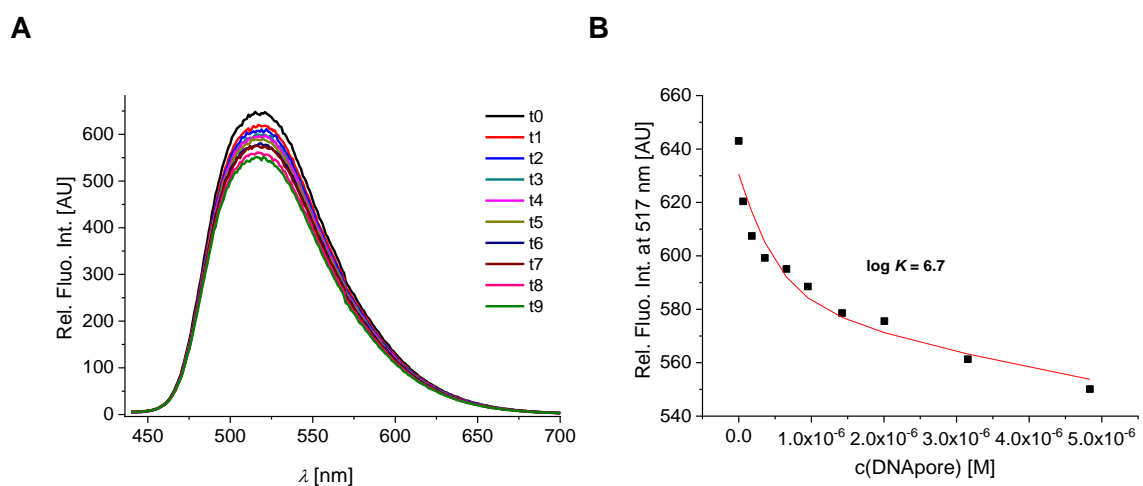 A
Rel. Fluo. Int. [AU]
600
500
400
300
200
100
0
450
500
550
600
650
700
λ [nm]
t0
t1
t2
t3
t4
t5
t6
t7
t8
t9
B
Rel. Fluo. Int. at 517 nm [AU]
660
640
620
600
580
560
540
log K = 6.7
0.0
1.0x10⁻⁶
2.0x10⁻⁶
3.0x10⁻⁶
4.0x10⁻⁶
5.0x10⁻⁶
c(DNApore) [M]